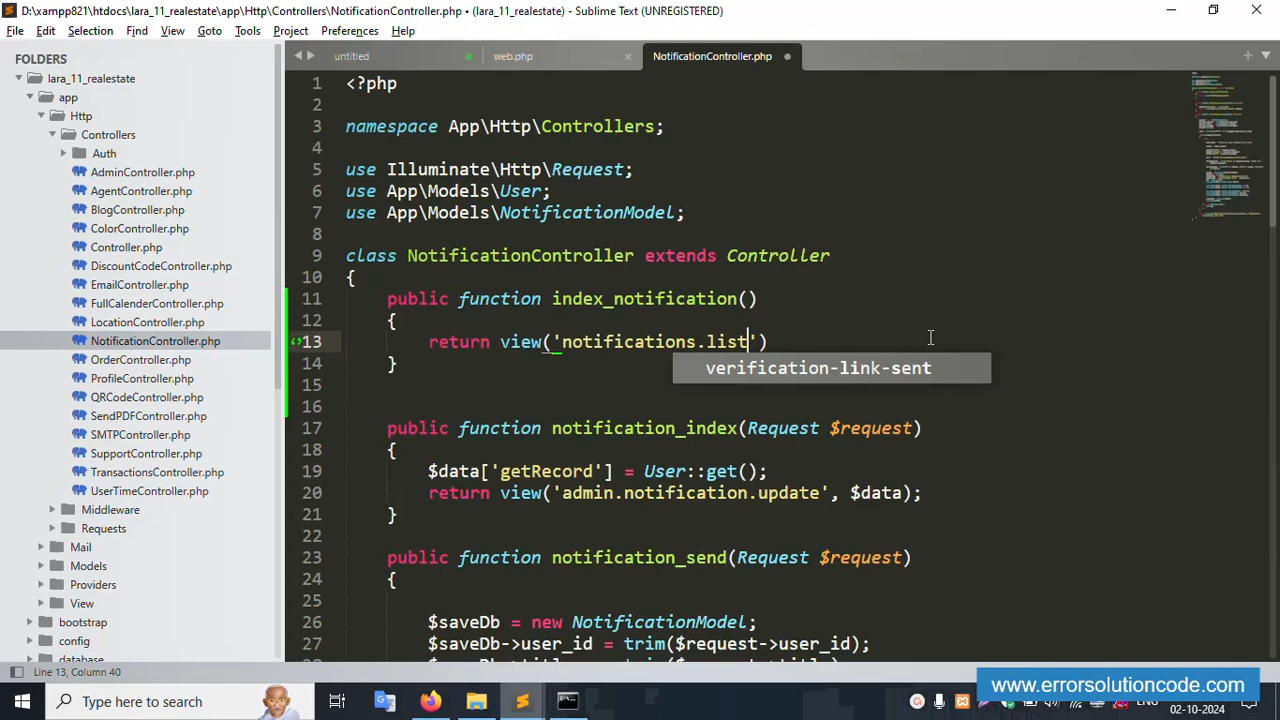 D:\xampp821\htdocs\lara_11_realestate\app\Http\Controllers\NotificationController.php • (lara_11_realestate) - Sublime Text (UNREGISTERED)
File Edit Selection Find View Goto Tools Project Preferences Help
FOLDERS
lara_11_realestate
app
Http
Controllers
Auth
AdminController.php
AgentController.php
BlogController.php
ColorController.php
Controller.php
DiscountCodeController.php
EmailController.php
FullCalenderController.php
LocationController.php
NotificationController.php
OrderController.php
ProfileController.php
QRCodeController.php
SendPDFController.php
SMTPController.php
SupportController.php
TransactionsController.php
UserTimeController.php
Middleware
Requests
Mail
Models
Providers
View
bootstrap
config
database
untitled web.php NotificationController.php
1 <?php
2
3 namespace App\Http\Controllers;
4
5 use Illuminate\Http\Request;
6 use App\Models\User;
7 use App\Models\NotificationModel;
8
9 class NotificationController extends Controller
10 {
11 public function index_notification()
12 {
13 return view('notifications.list')
verification-link-sent
14 }
15
16
17 public function notification_index(Request $request)
18 {
19 $data['getRecord'] = User::get();
20 return view('admin.notification.update', $data);
21 }
22
23 public function notification_send(Request $request)
24 {
25
26 $saveDb = new NotificationModel;
27 $saveDb->user_id = trim($request->user_id);
Line 13, Column 40
www.errorsolutioncode.com
Type here to search
ENG
02-10-2024